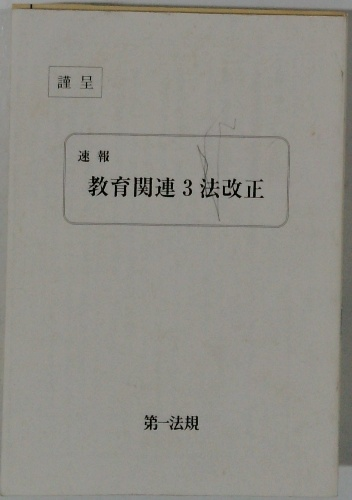 謹呈
速報
教育関連3法改正
第一法規